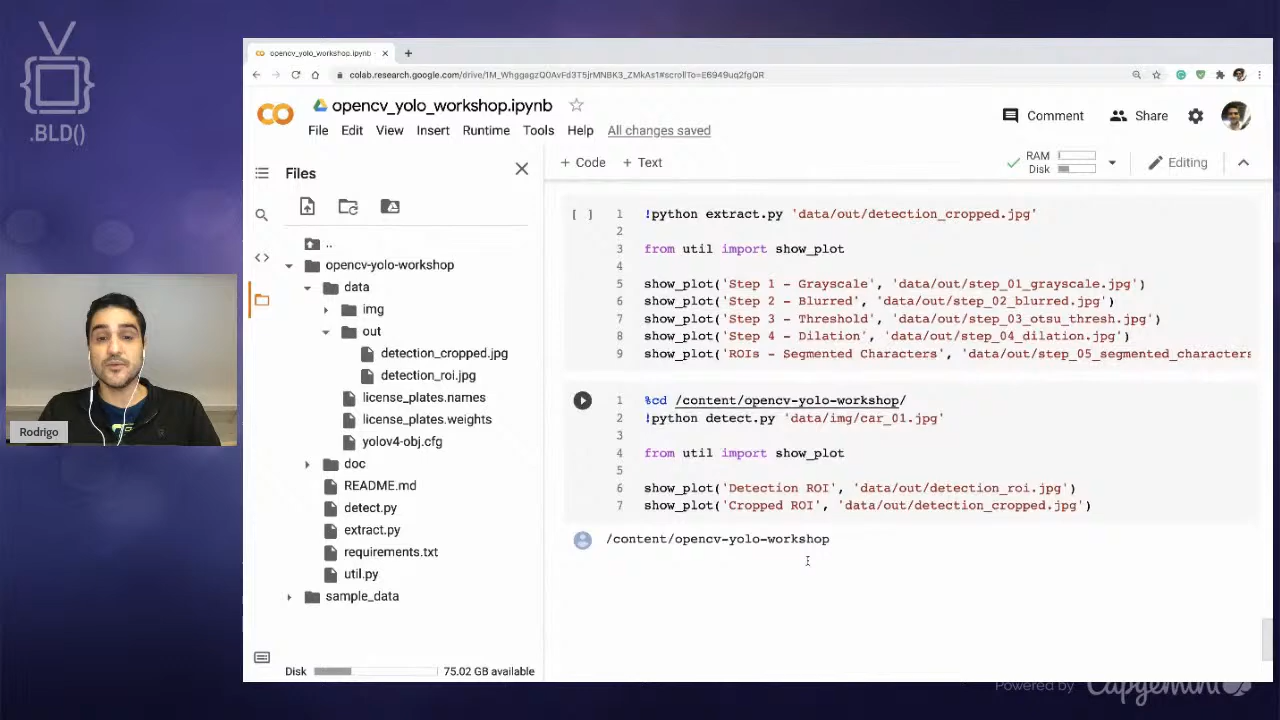 .BLD()
opencv_yolo_workshop.ipynb
colab.research.google.com/drive/1M_WhggagzQ0AvFd3T5jrMNBK3_ZMkAs1#scrollTo=E6949uq2fgQR
opencv_yolo_workshop.ipynb
File Edit View Insert Runtime Tools Help All changes saved
Comment Share
Files
+ Code + Text
RAM
Disk
Editing
..
opencv-yolo-workshop
data
img
out
detection_cropped.jpg
detection_roi.jpg
license_plates.names
license_plates.weights
yolov4-obj.cfg
doc
README.md
detect.py
extract.py
requirements.txt
util.py
sample_data
Disk 75.02 GB available
[ ] 1 !python extract.py 'data/out/detection_cropped.jpg'
2
3 from util import show_plot
4
5 show_plot('Step 1 - Grayscale', 'data/out/step_01_grayscale.jpg')
6 show_plot('Step 2 - Blurred', 'data/out/step_02_blurred.jpg')
7 show_plot('Step 3 - Threshold', 'data/out/step_03_otsu_thresh.jpg')
8 show_plot('Step 4 - Dilation', 'data/out/step_04_dilation.jpg')
9 show_plot('ROIs - Segmented Characters', 'data/out/step_05_segmented_characters
1 %cd /content/opencv-yolo-workshop/
2 !python detect.py 'data/img/car_01.jpg'
3
4 from util import show_plot
5
6 show_plot('Detection ROI', 'data/out/detection_roi.jpg')
7 show_plot('Cropped ROI', 'data/out/detection_cropped.jpg')
/content/opencv-yolo-workshop
Rodrigo
Powered by Capgemini